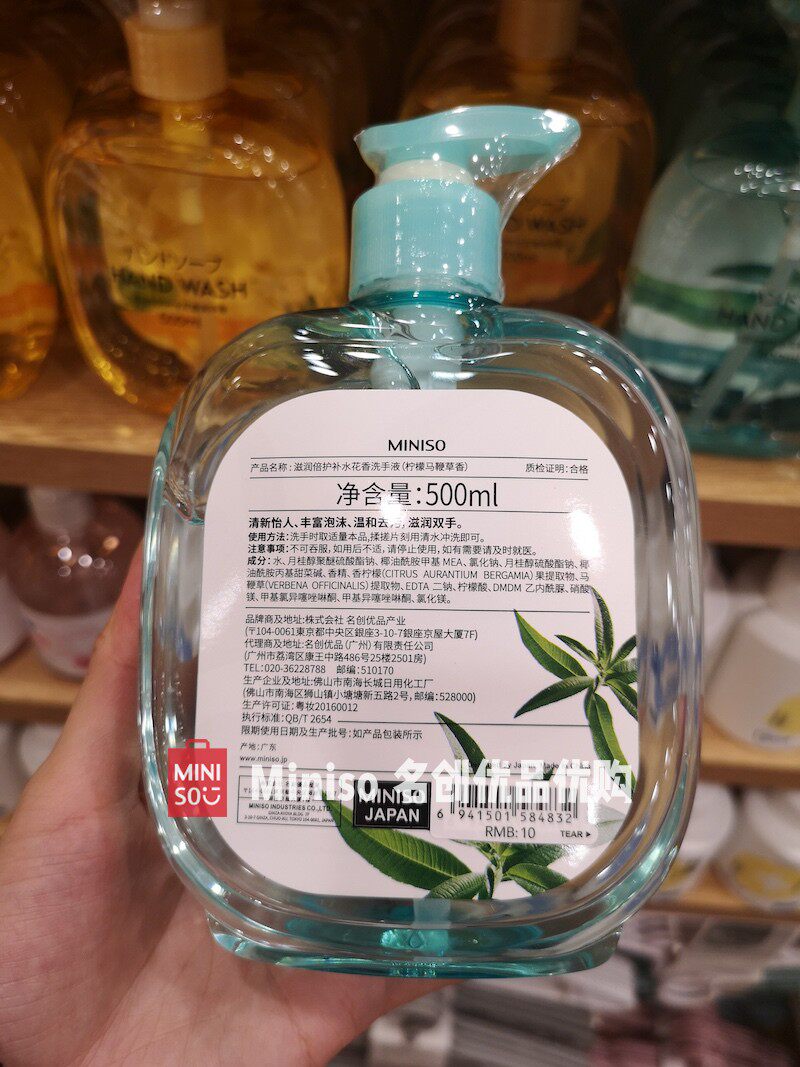 ハンドソープ
HAND WASH
500ml
HAND WASH
MINISO
产品名称:滋润倍护补水花香洗手液(柠檬马鞭草香)
质检证明:合格
净含量:500ml
清新怡人、丰富泡沫、温和去污,滋润双手。
使用方法:洗手时取适量本品,揉搓片刻用清水冲洗即可。
注意事项:不可吞服,如用后不适,请停止使用,如有需要请及时就医。
成分:水、月桂醇聚醚硫酸酯钠、椰油酰胺甲基 MEA、氯化钠、月桂醇硫酸酯钠、椰
油酰胺丙基甜菜碱、香精、香柠檬(CITRUS AURANTIUM BERGAMIA)果提取物、马
鞭草(VERBENA OFFICINALIS)提取物、EDTA 二钠、柠檬酸、DMDM 乙内酰脲、硝酸
镁、甲基氯异噻唑啉酮、甲基异噻唑啉酮、氯化镁。
品牌商及地址:株式会社 名创优品产业
(〒104-0061東京都中央区銀座3-10-7銀座京屋大厦7F)
代理商及地址:名创优品(广州)有限责任公司
(广州市荔湾区康王中路486号25楼2501房)
TEL:020-36228788 邮编:510170
生产企业及地址:佛山市南海长城日用化工厂
(佛山市南海区狮山镇小塘塘新五路2号,邮编:528000)
生产许可证:粤妆20160012
执行标准:QB/T 2654
限期使用日期及生产批号:如产品包装所示
产地:广东
www.miniso.jp
MINI
SO
Miniso 名创优品优购
MINISO INDUSTRIES CO.,LTD.
MINISO
JAPAN
6 941501 584832
RMB:10
TEAR